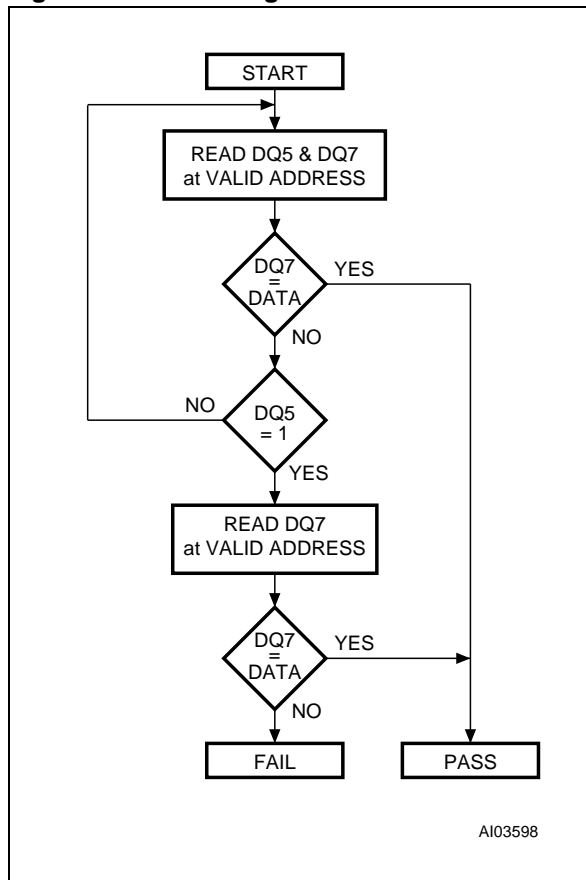 START
READ DQ5 & DQ7
at VALID ADDRESS
DQ7
=
DATA
YES
NO
DQ5
= 1
NO
YES
READ DQ7
at VALID ADDRESS
DQ7
=
DATA
YES
NO
FAIL
PASS
AI03598